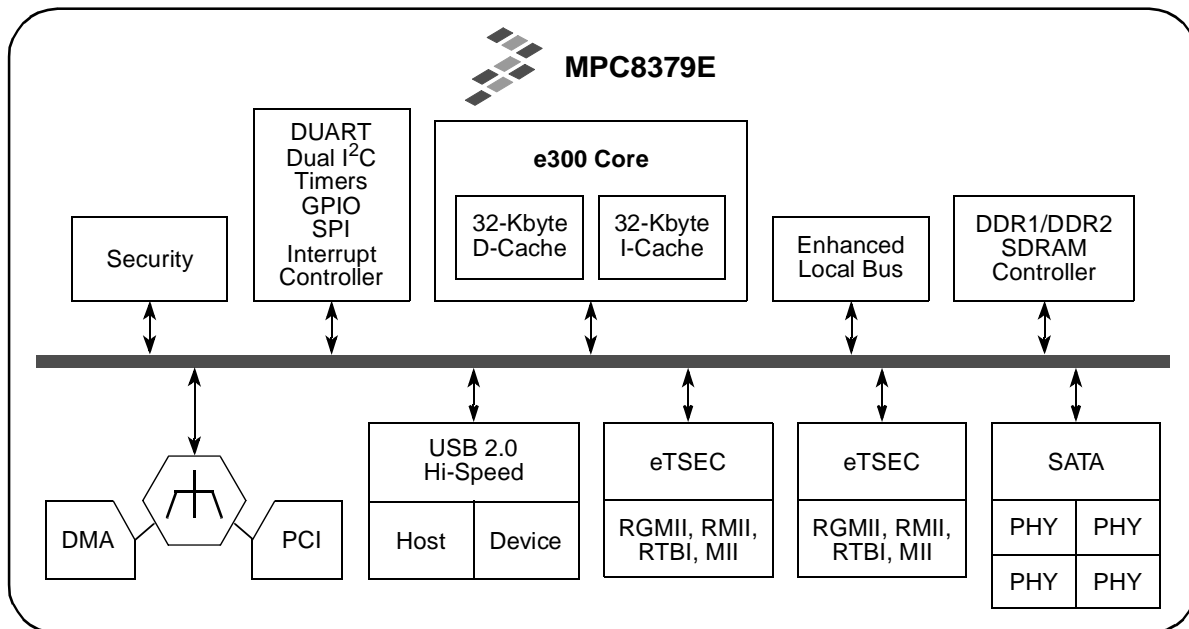 MPC8379E
DUART
Dual I²C
Timers
GPIO
SPI
Interrupt
Controller
e300 Core
32-Kbyte
D-Cache
32-Kbyte
I-Cache
Security
Enhanced
Local Bus
DDR1/DDR2
SDRAM
Controller
DMA
PCI
USB 2.0
Hi-Speed
Host
Device
eTSEC
RGMII, RMII,
RTBI, MII
eTSEC
RGMII, RMII,
RTBI, MII
SATA
PHY
PHY
PHY
PHY